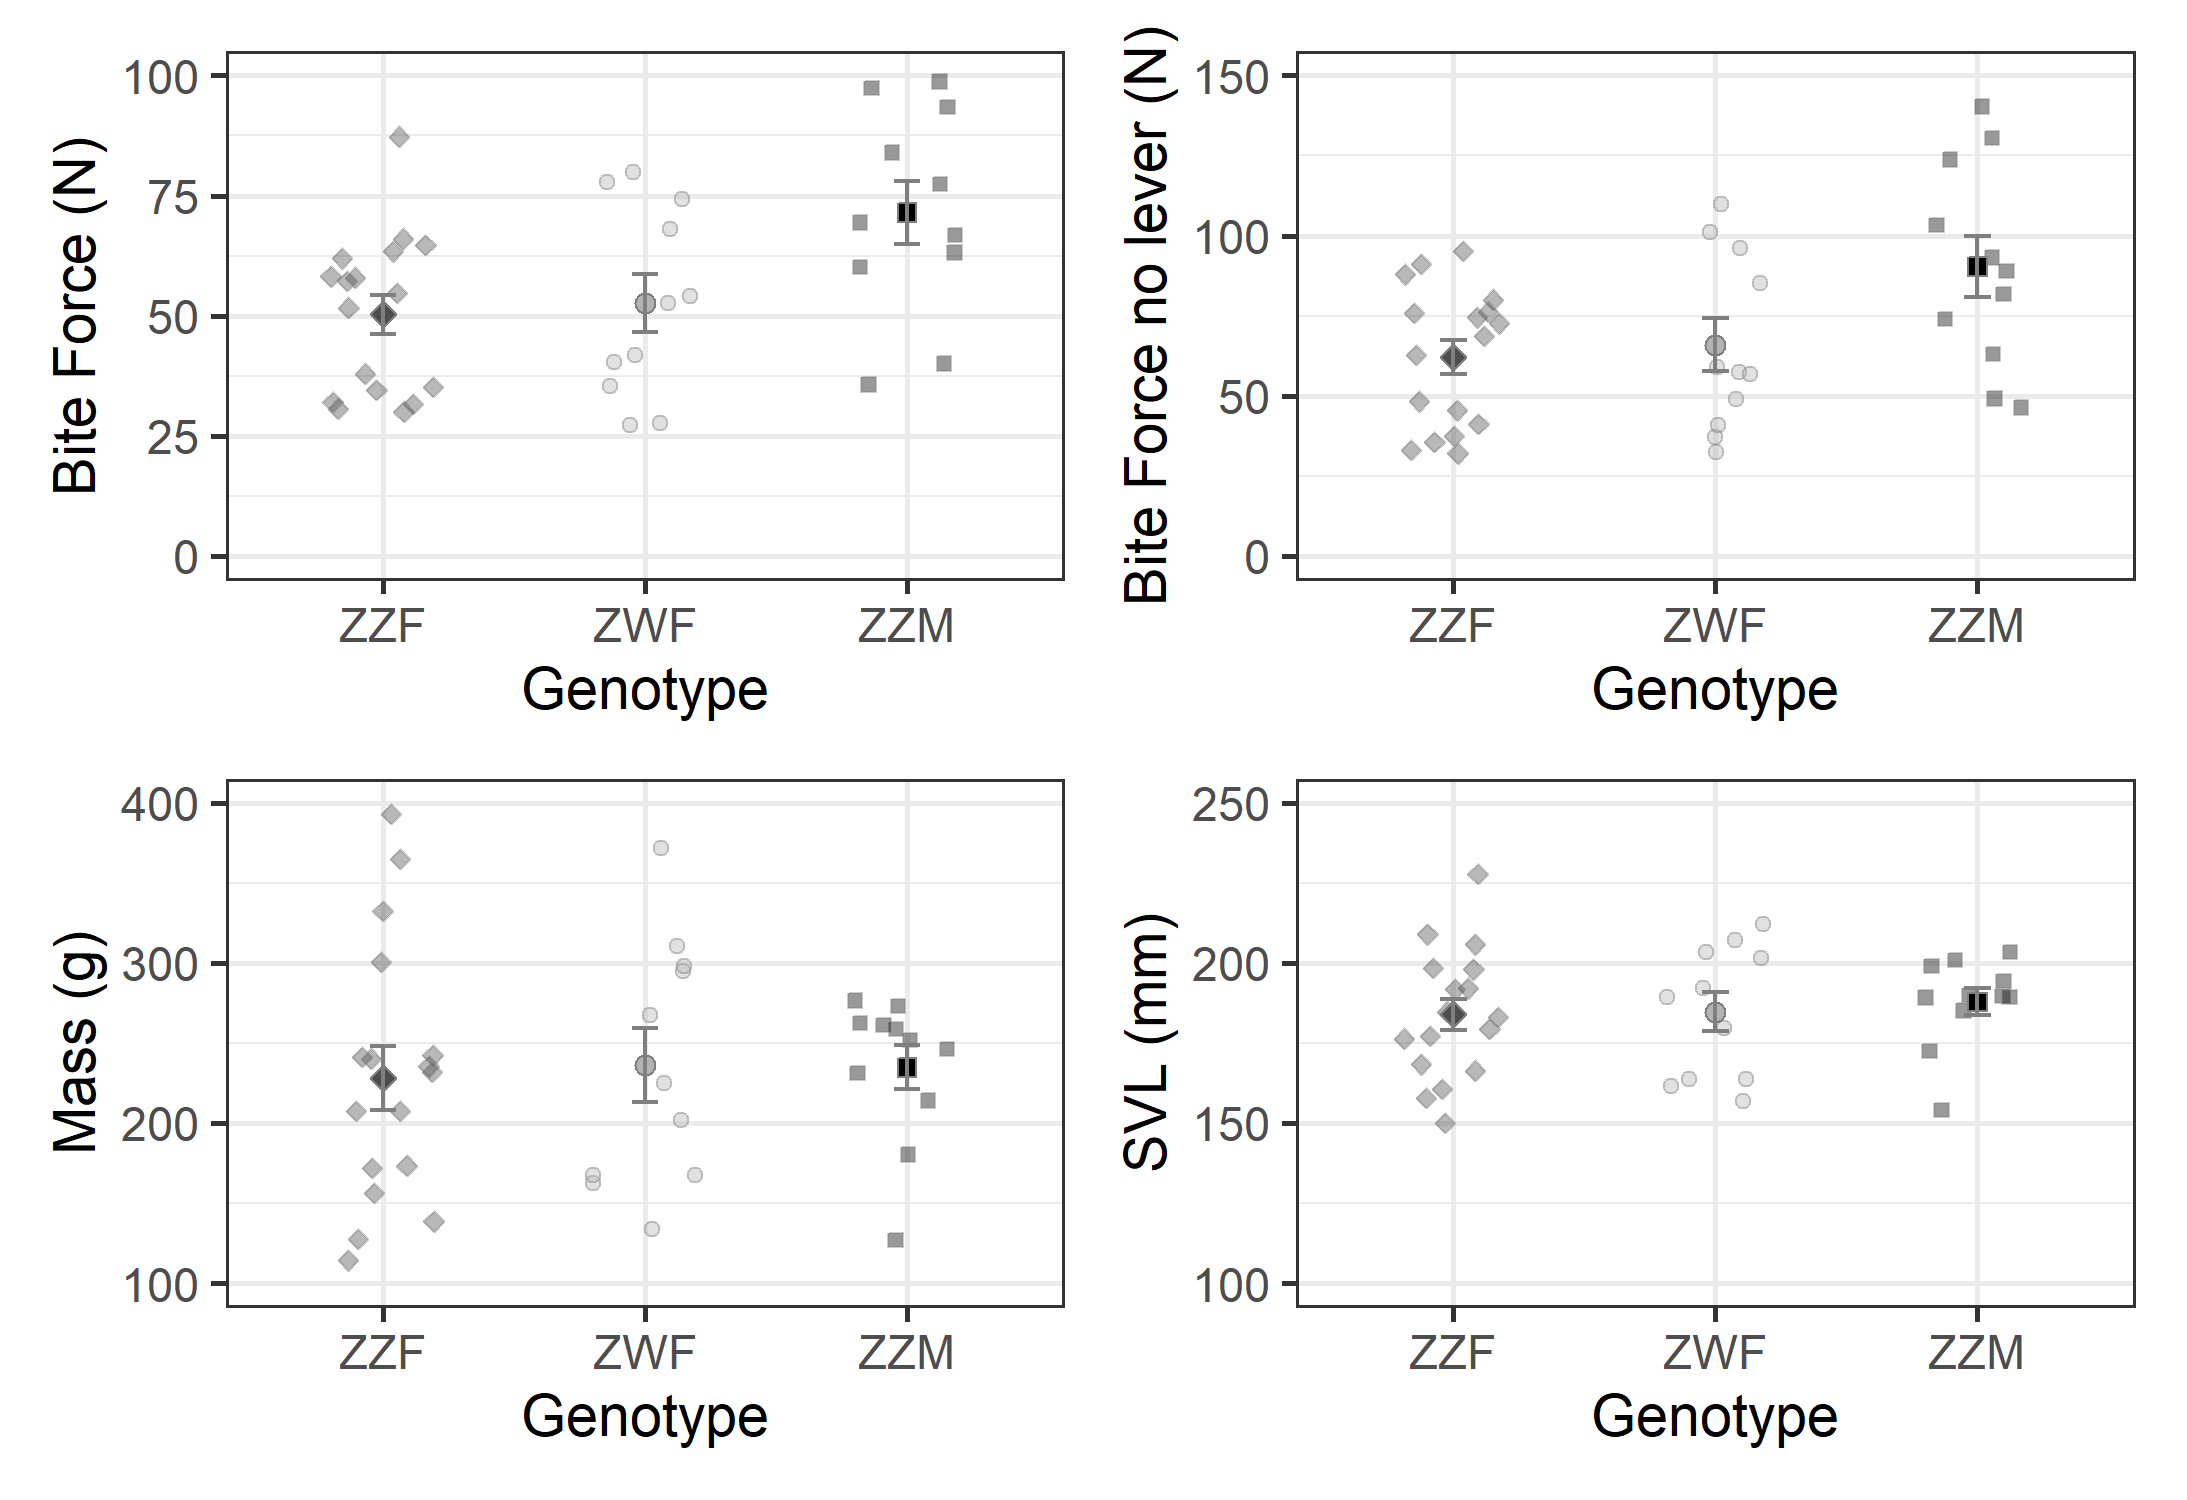 Bite Force (N)
100
75
50
25
0
ZZF ZWF ZZM
Genotype
Bite Force no lever (N)
150
100
50
0
ZZF ZWF ZZM
Genotype
Mass (g)
400
300
200
100
ZZF ZWF ZZM
Genotype
SVL (mm)
250
200
150
100
ZZF ZWF ZZM
Genotype